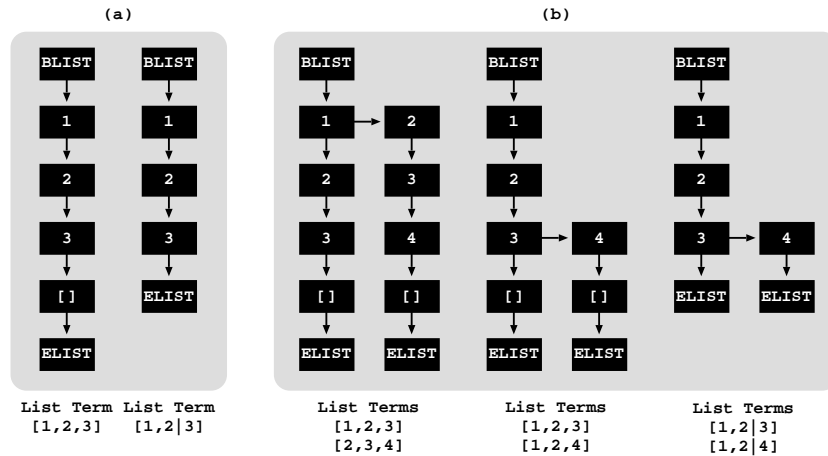 (a) (b)
BLIST BLIST BLIST BLIST BLIST
1 1 1 2 1 1
2 2 2 3 2 2
3 3 3 4 3 4 3 4
[] ELIST [] [] [] [] ELIST ELIST
ELIST ELIST ELIST ELIST ELIST
List Term List Term List Terms List Terms List Terms
[1,2,3] [1,2|3] [1,2,3] [1,2,3] [1,2|3]
[2,3,4] [1,2,4] [1,2|4]